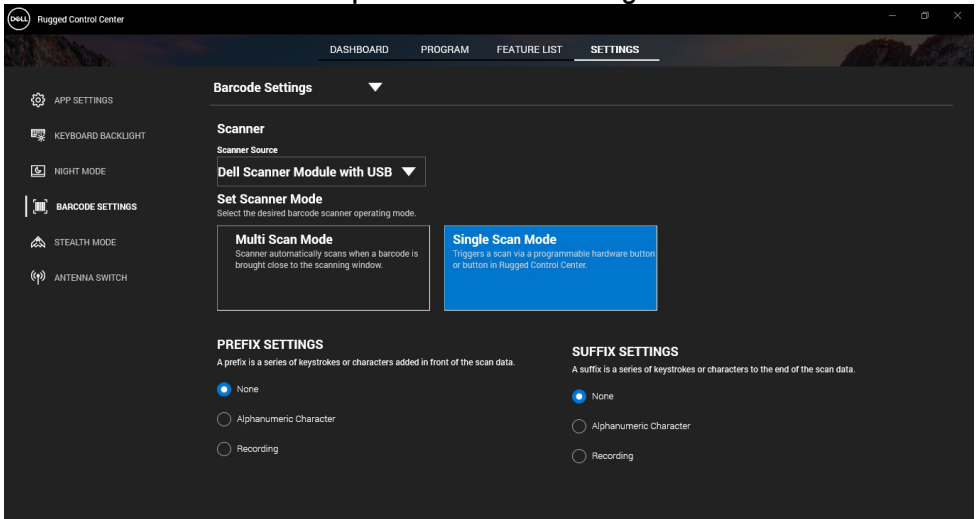 DELL
Rugged Control Center
DASHBOARD PROGRAM FEATURE LIST SETTINGS
APP SETTINGS
KEYBOARD BACKLIGHT
NIGHT MODE
BARCODE SETTINGS
STEALTH MODE
ANTENNA SWITCH
Barcode Settings
Scanner
Scanner Source
Dell Scanner Module with USB
Set Scanner Mode
Select the desired barcode scanner operating mode.
Multi Scan Mode
Scanner automatically scans when a barcode is
brought close to the scanning window.
Single Scan Mode
Triggers a scan via a programmable hardware button
or button in Rugged Control Center.
PREFIX SETTINGS
A prefix is a series of keystrokes or characters added in front of the scan data.
None
Alphanumeric Character
Recording
SUFFIX SETTINGS
A suffix is a series of keystrokes or characters to the end of the scan data.
None
Alphanumeric Character
Recording